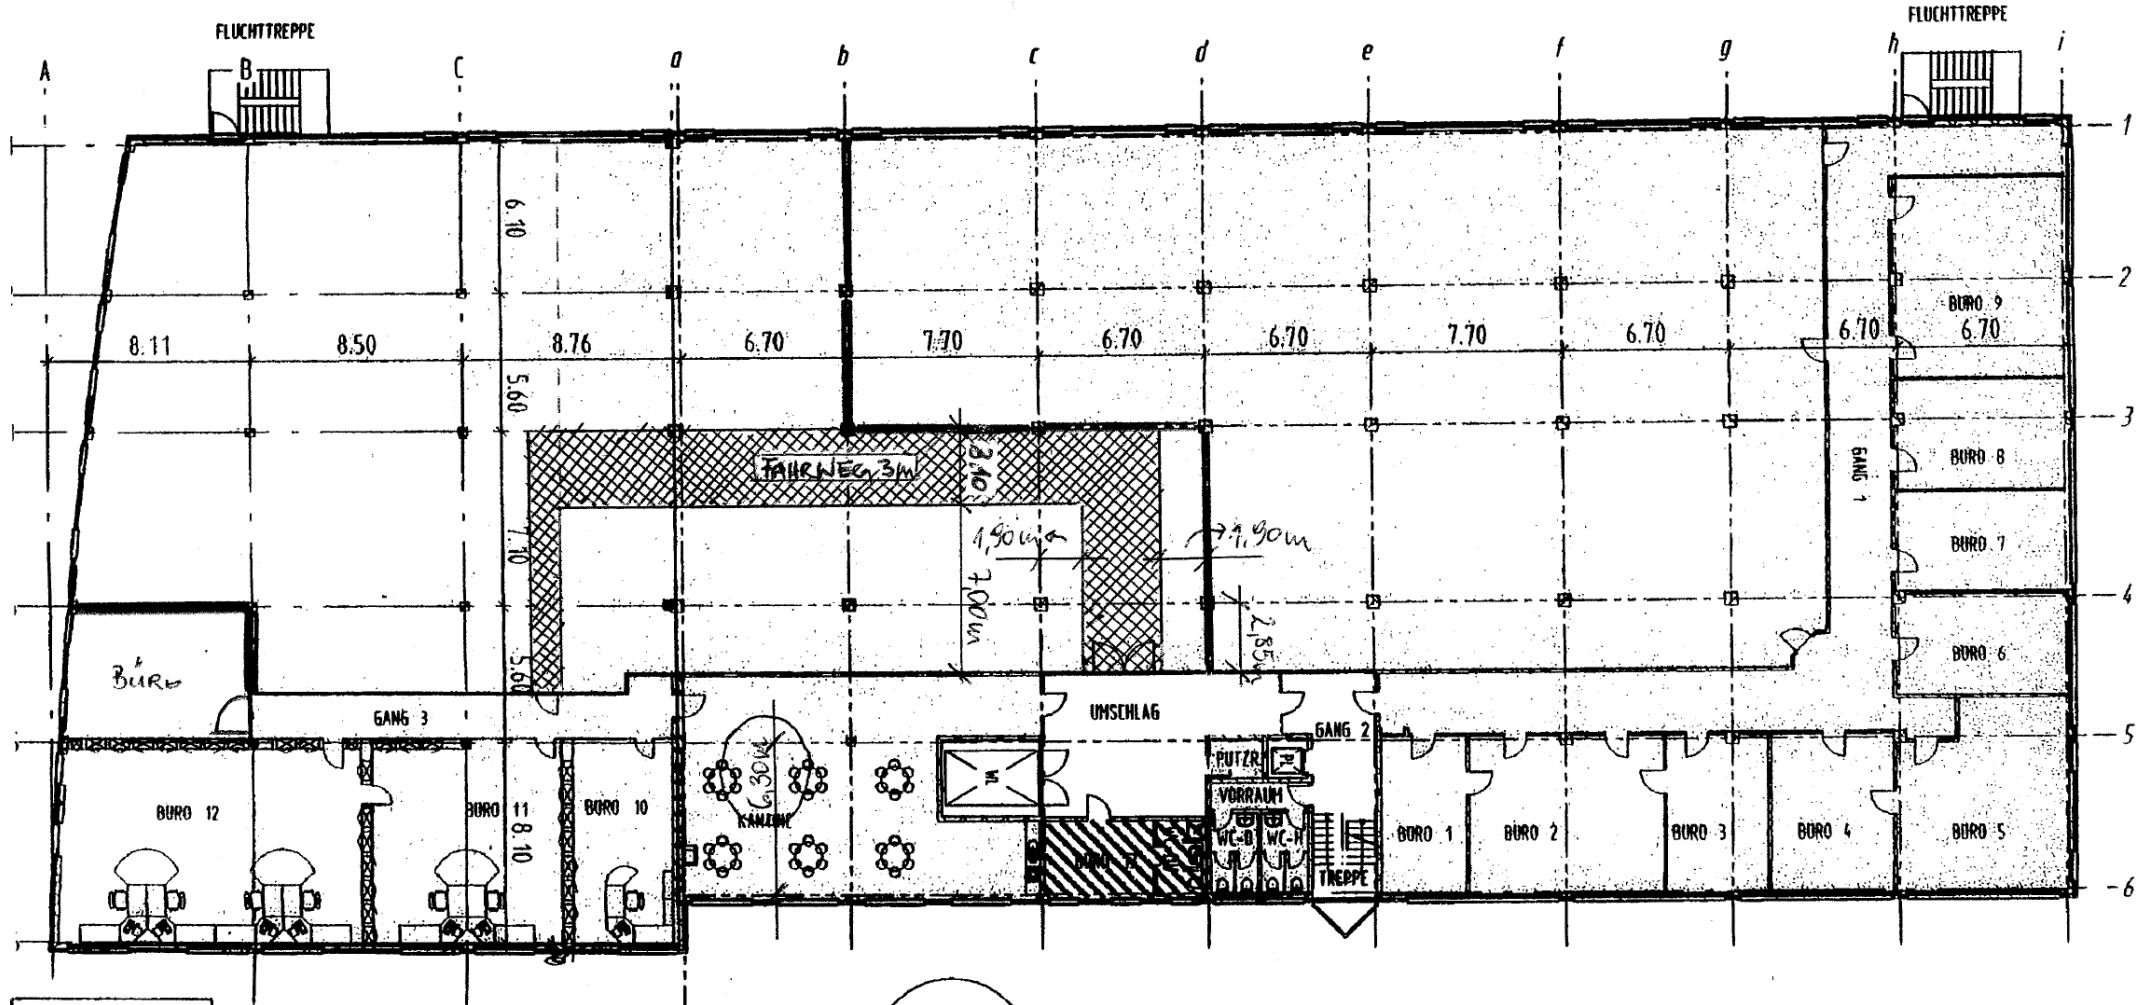 FLUCHTTREPPE
FLUCHTTREPPE
A
B
C
a
b
c
d
e
f
g
h
i
1
6.10
2
BÜRO 9
8.11
8.50
8.76
6.70
7.70
6.70
6.70
7.70
6.70
6.70
6.70
5.60
3
FAHRWEG 3m
3,10
GANG 1
BÜRO 8
7.10
1,90m
1,90m
BÜRO 7
7,00m
4
2,85m
5.60
BÜRO
BÜRO 6
GANG 3
UMSCHLAG
GANG 2
5
6,30m
PUTZR.
VORRAUM
BÜRO 12
BÜRO 11
BÜRO 10
KANTINE
8.10
WC-D
WC-H
BÜRO 1
BÜRO 2
BÜRO 3
BÜRO 4
BÜRO 5
TREPPE
6